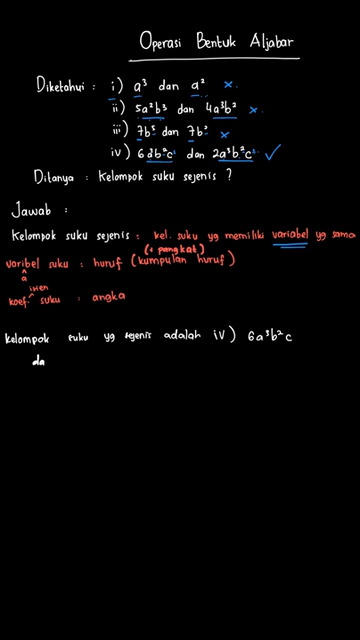 Operasi Bentuk Aljabar
Diketahui : i) a³ dan a² ×
ii) 5a²b³ dan 4a³b² ×
iii) 7b⁵ dan 7b² ×
iv) 6a³b²c dan 2a³b²c ✓
Ditanya : Kelompok suku sejenis ?
Jawab :
Kelompok suku sejenis : kel. suku yg memiliki variabel yg sama
(+ pangkat)
varibel suku : huruf (kumpulan huruf)
a
koef. suku : angka
kelompok suku yg sejenis adalah iv) 6a³b²c
da